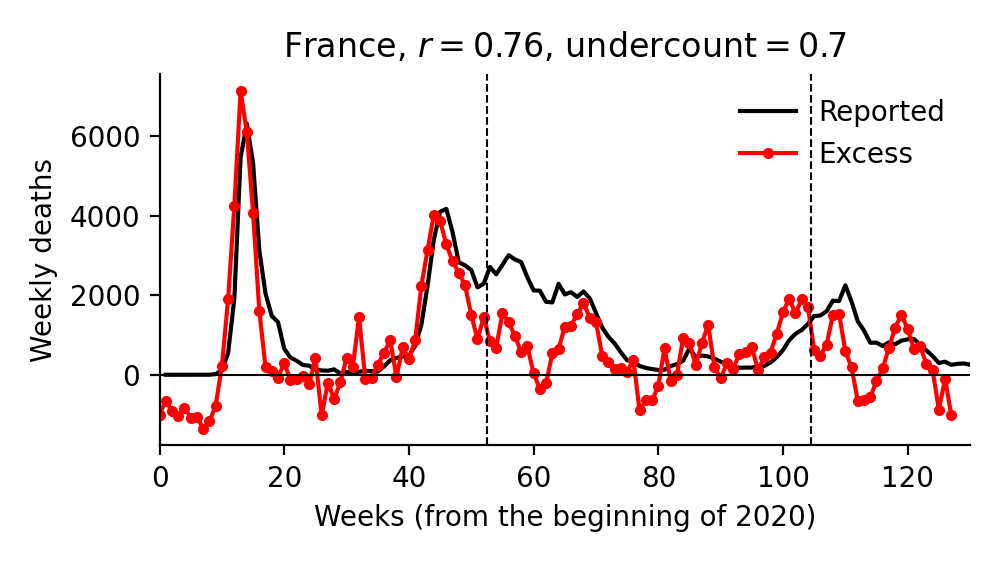 France, r = 0.76, undercount = 0.7
Reported
Excess
Weekly deaths
6000
4000
2000
0
0 20 40 60 80 100 120
Weeks (from the beginning of 2020)